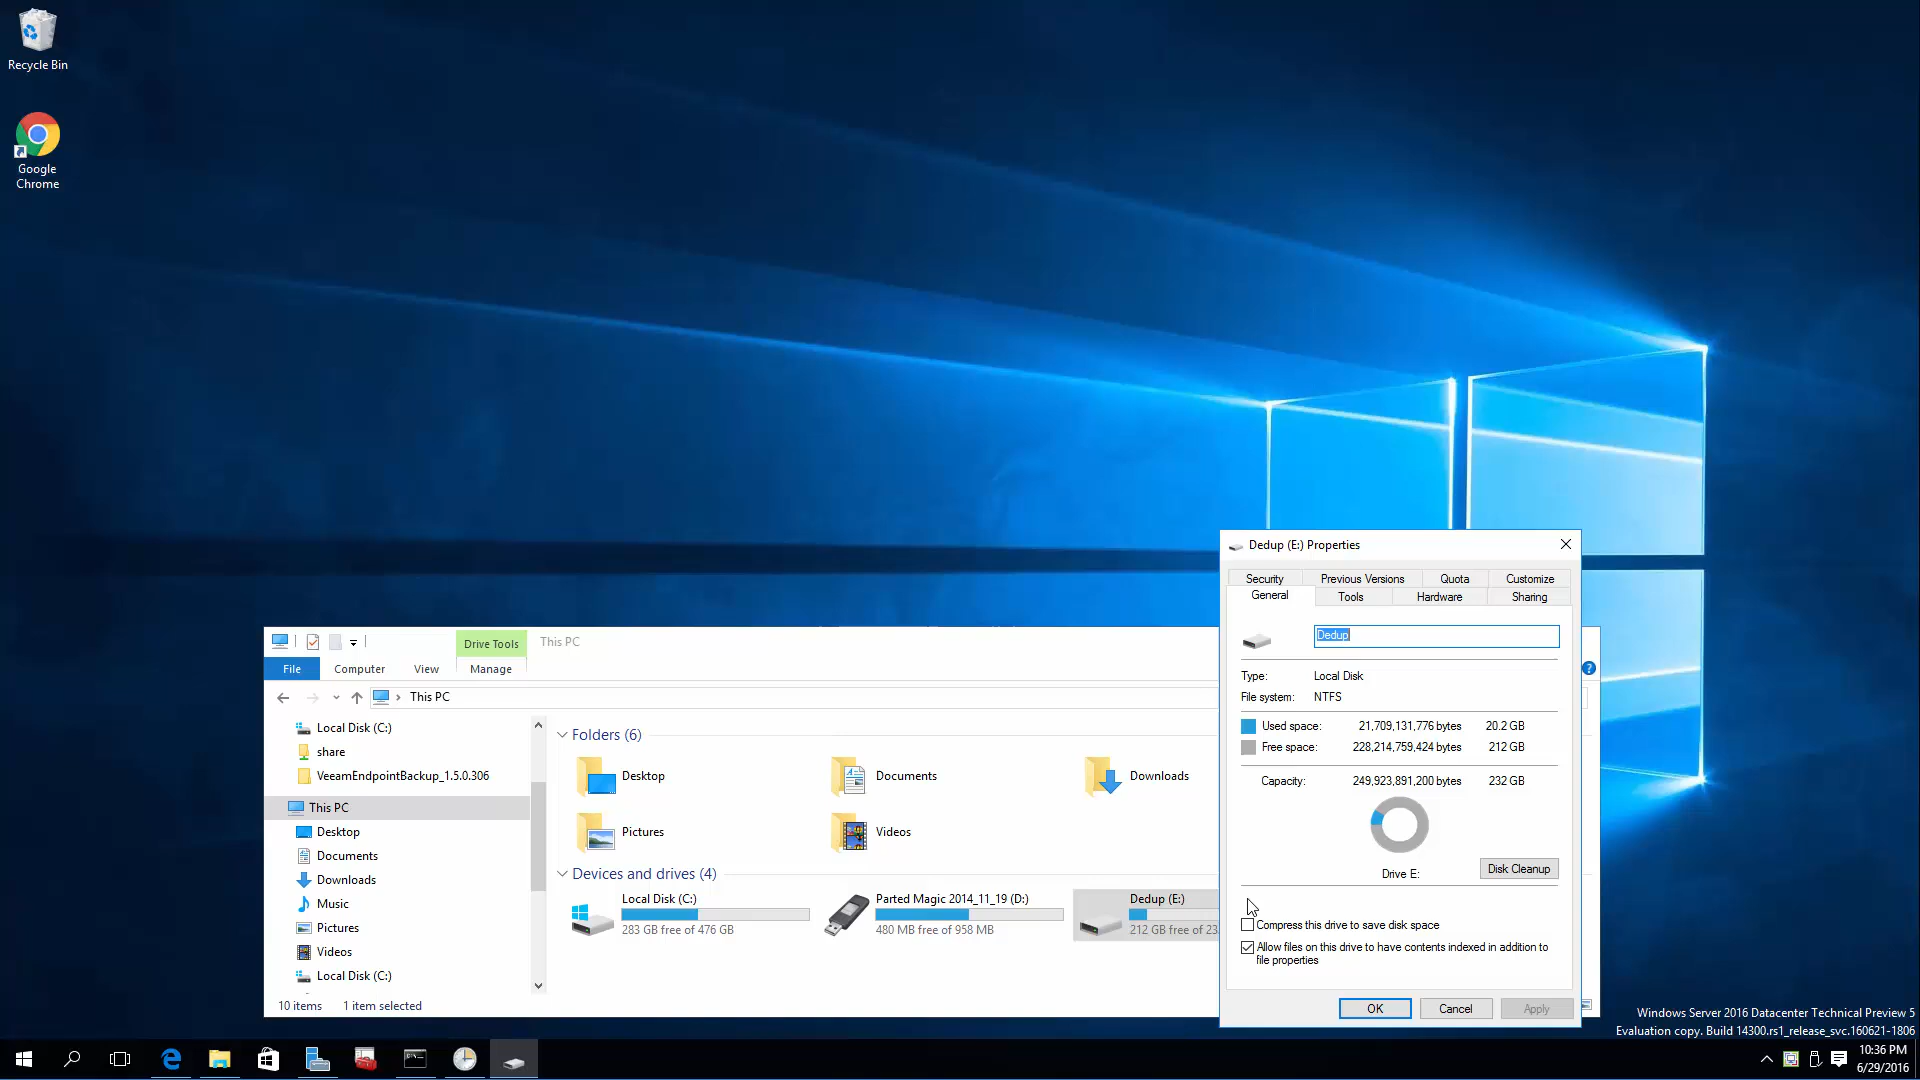 Recycle Bin
Google
Chrome
Dedup (E:) Properties
Security
Previous Versions
Quota
Customize
General
Tools
Hardware
Sharing
Dedup
Type:
Local Disk
File system:
NTFS
Used space:
21,709,131,776 bytes
20.2 GB
Free space:
228,214,759,424 bytes
212 GB
Capacity:
249,923,891,200 bytes
232 GB
Drive E:
Disk Cleanup
Compress this drive to save disk space
Allow files on this drive to have contents indexed in addition to
file properties
OK
Cancel
Apply
Drive Tools
This PC
File
Computer
View
Manage
This PC
Local Disk (C:)
share
VeeamEndpointBackup_1.5.0.306
This PC
Desktop
Documents
Downloads
Music
Pictures
Videos
Local Disk (C:)
Folders (6)
Desktop
Documents
Downloads
Pictures
Videos
Devices and drives (4)
Local Disk (C:)
283 GB free of 476 GB
Parted Magic 2014_11_19 (D:)
480 MB free of 958 MB
Dedup (E:)
212 GB free of 23
10 items
1 item selected
Windows Server 2016 Datacenter Technical Preview 5
Evaluation copy. Build 14300.rs1_release_svc.160621-1806
10:36 PM
6/29/2016